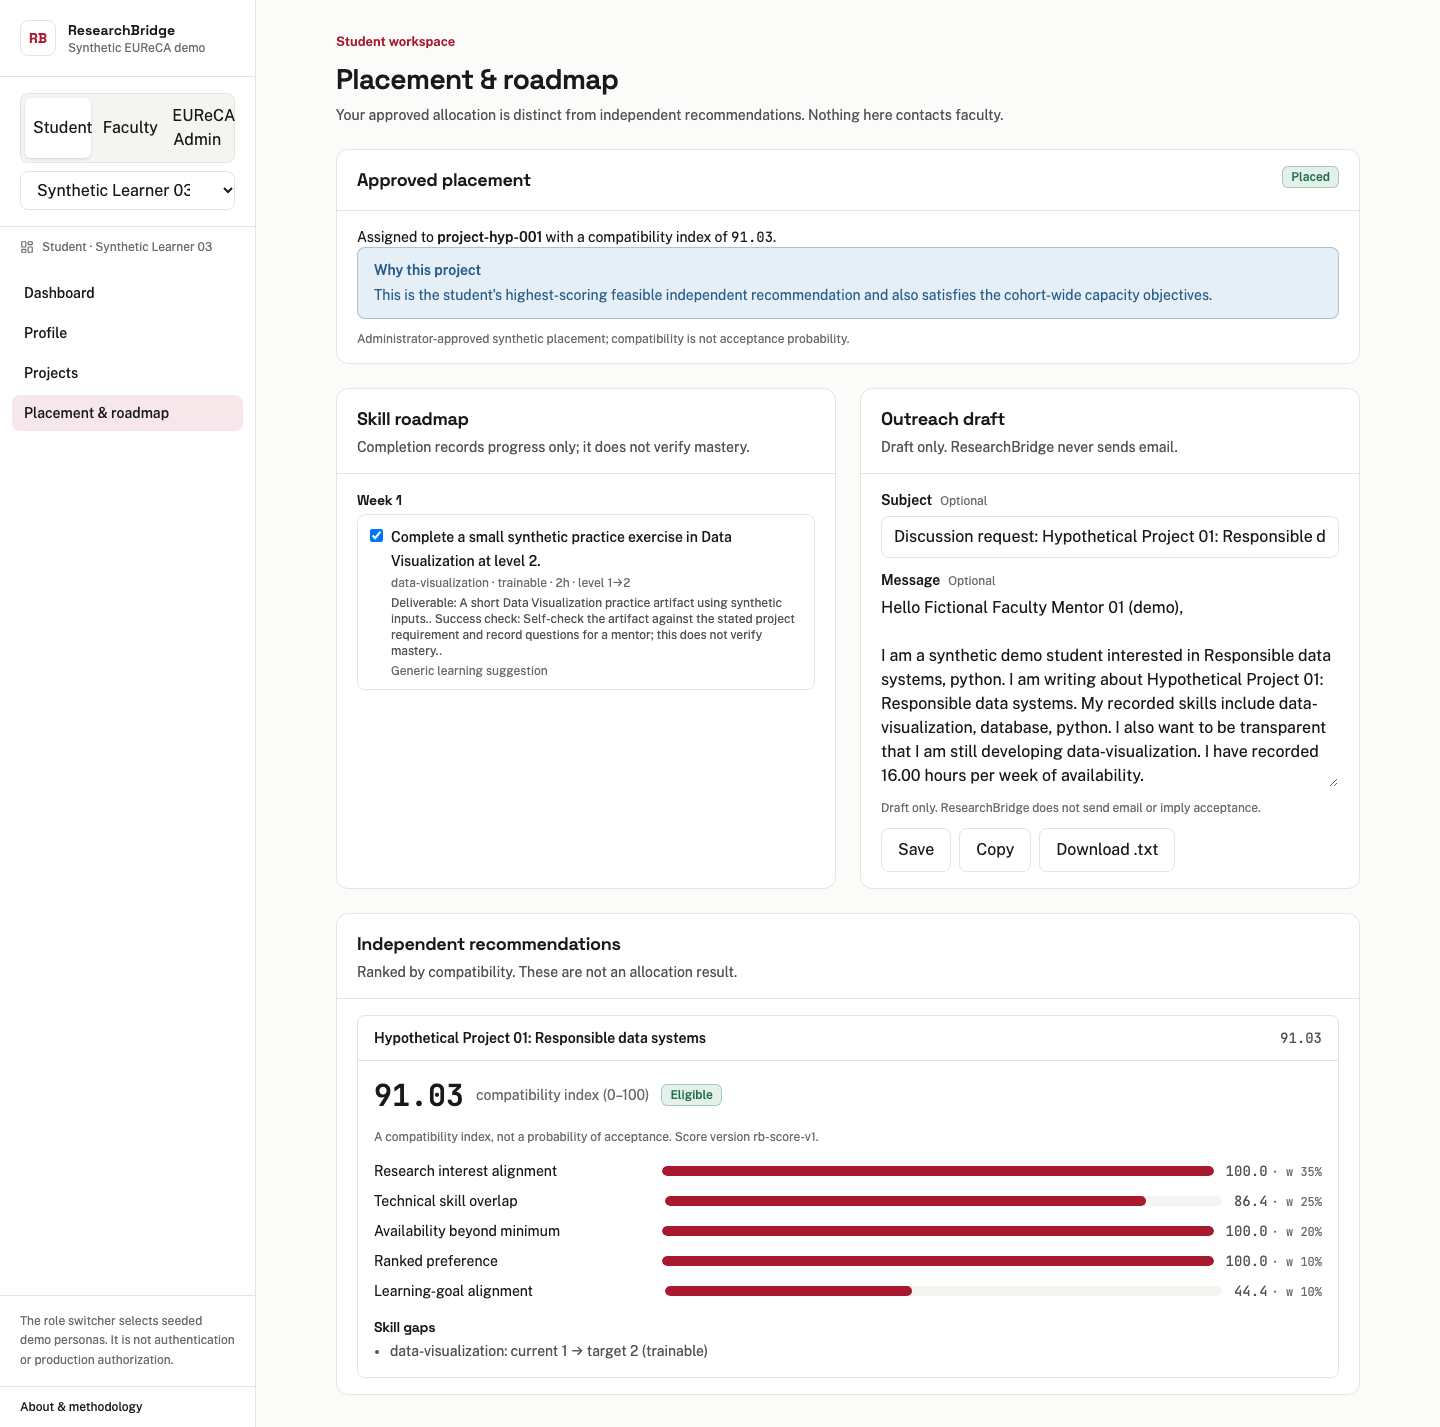 RB
ResearchBridge
Synthetic EUReCA demo
Student
Faculty
EUReCA
Admin
Synthetic Learner 03
Student · Synthetic Learner 03
Dashboard
Profile
Projects
Placement & roadmap
The role switcher selects seeded
demo personas. It is not authentication
or production authorization.
About & methodology
Student workspace
Placement & roadmap
Your approved allocation is distinct from independent recommendations. Nothing here contacts faculty.
Approved placement
Placed
Assigned to project-hyp-001 with a compatibility index of 91.03.
Why this project
This is the student's highest-scoring feasible independent recommendation and also satisfies the cohort-wide capacity objectives.
Administrator-approved synthetic placement; compatibility is not acceptance probability.
Skill roadmap
Completion records progress only; it does not verify mastery.
Week 1
Complete a small synthetic practice exercise in Data
Visualization at level 2.
data-visualization · trainable · 2h · level 1→2
Deliverable: A short Data Visualization practice artifact using synthetic
inputs.. Success check: Self-check the artifact against the stated project
requirement and record questions for a mentor; this does not verify
mastery..
Generic learning suggestion
Outreach draft
Draft only. ResearchBridge never sends email.
Subject Optional
Discussion request: Hypothetical Project 01: Responsible d
Message Optional
Hello Fictional Faculty Mentor 01 (demo),
I am a synthetic demo student interested in Responsible data
systems, python. I am writing about Hypothetical Project 01:
Responsible data systems. My recorded skills include data-
visualization, database, python. I also want to be transparent
that I am still developing data-visualization. I have recorded
16.00 hours per week of availability.
Draft only. ResearchBridge does not send email or imply acceptance.
Save
Copy
Download .txt
Independent recommendations
Ranked by compatibility. These are not an allocation result.
Hypothetical Project 01: Responsible data systems 91.03
91.03 compatibility index (0–100) Eligible
A compatibility index, not a probability of acceptance. Score version rb-score-v1.
Research interest alignment 100.0 · w 35%
Technical skill overlap 86.4 · w 25%
Availability beyond minimum 100.0 · w 20%
Ranked preference 100.0 · w 10%
Learning-goal alignment 44.4 · w 10%
Skill gaps
• data-visualization: current 1 → target 2 (trainable)